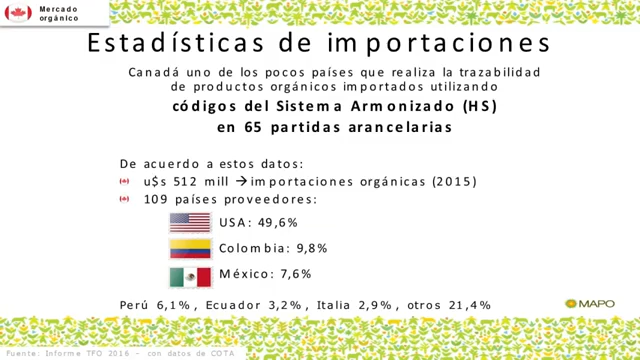 Mercado
orgánico
Estadísticas de importaciones
Canadá uno de los pocos países que realiza la trazabilidad
de productos orgánicos importados utilizando
códigos del Sistema Armonizado (HS)
en 65 partidas arancelarias
De acuerdo a estos datos:
u$s 512 mill → importaciones orgánicas (2015)
109 países proveedores:
USA: 49,6%
Colombia: 9,8%
México: 7,6%
Perú 6,1%, Ecuador 3,2%, Italia 2,9%, otros 21,4%
MAPO
Fuente: Informe TFO 2016 – con datos de COTA